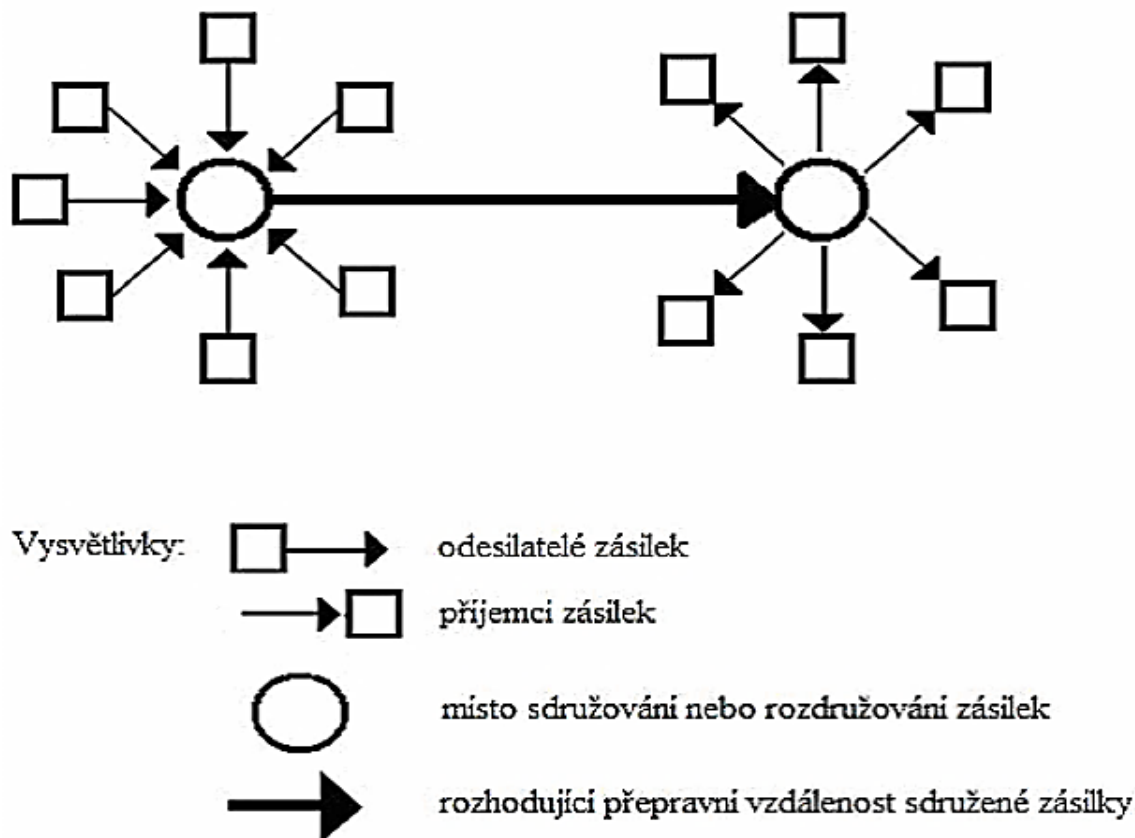 Vysvětlivky:
odesilatelé zásilek
příjemci zásilek
místo sdružování nebo rozdružování zásilek
rozhodující přepravní vzdálenost sdružené zásilky